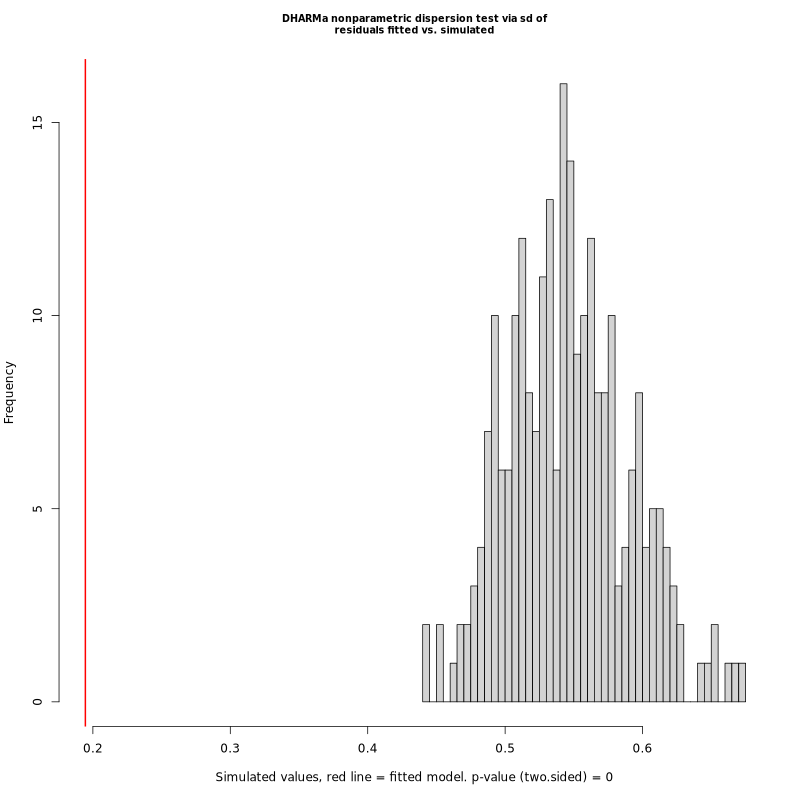 DHARMa nonparametric dispersion test via sd of
residuals fitted vs. simulated
Frequency
15
10
5
0
0.2 0.3 0.4 0.5 0.6
Simulated values, red line = fitted model. p-value (two.sided) = 0